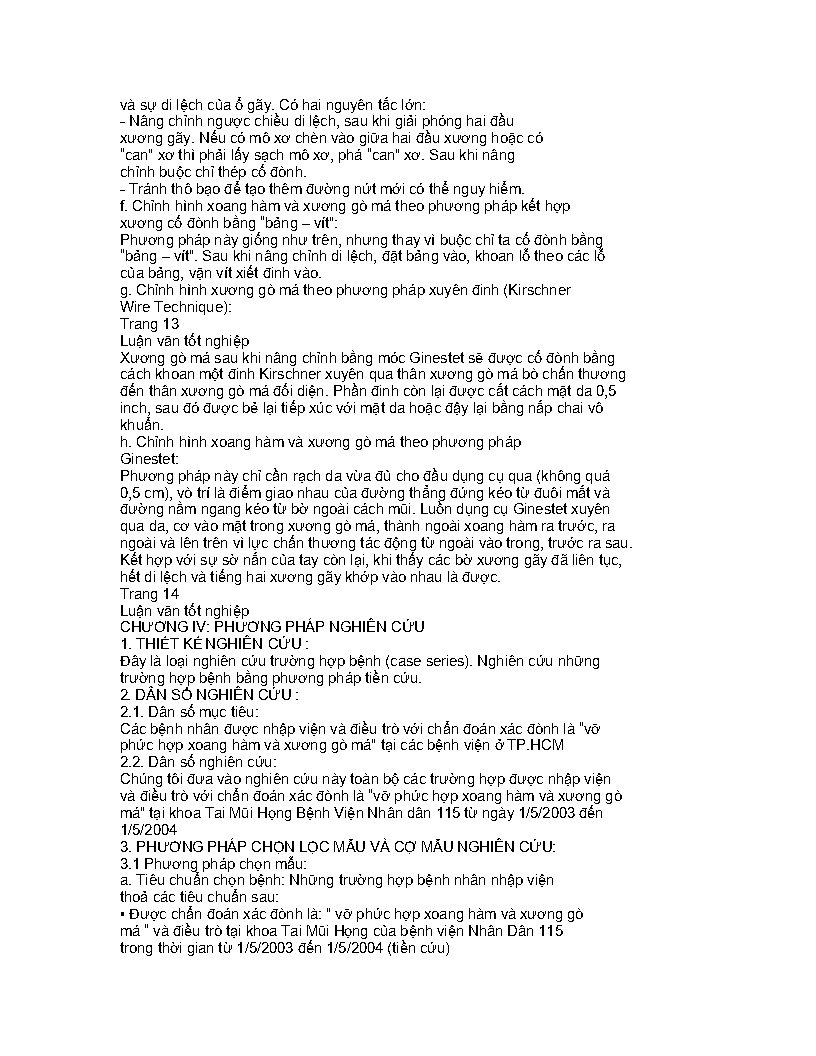 và sự di lệch của ổ gãy. Có hai nguyên tắc lớn:
- Nâng chỉnh ngược chiều di lệch, sau khi giải phóng hai đầu
xương gãy. Nếu có mô xơ chèn vào giữa hai đầu xương hoặc có
"can" xơ thì phải lấy sạch mô xơ, phá "can" xơ. Sau khi nâng
chỉnh buộc chỉ thép cố đònh.
- Tránh thô bạo để tạo thêm đường nứt mới có thể nguy hiểm.
f. Chỉnh hình xoang hàm và xương gò má theo phương pháp kết hợp
xương cố đònh bằng "bảng – vít":
Phương pháp này giống như trên, nhưng thay vì buộc chỉ ta cố đònh bằng
"bảng – vít". Sau khi nâng chỉnh di lệch, đặt bảng vào, khoan lỗ theo các lỗ
của bảng, vặn vít xiết đinh vào.
g. Chỉnh hình xương gò má theo phương pháp xuyên đinh (Kirschner
Wire Technique):
Trang 13
Luận văn tốt nghiệp
Xương gò má sau khi nâng chỉnh bằng móc Ginestet sẽ được cố đònh bằng
cách khoan một đinh Kirschner xuyên qua thân xương gò má bò chấn thương
đến thân xương gò má đối diện. Phần đinh còn lại được cắt cách mặt da 0,5
inch, sau đó được bẻ lại tiếp xúc với mặt da hoặc đậy lại bằng nắp chai vô
khuẩn.
h. Chỉnh hình xoang hàm và xương gò má theo phương pháp
Ginestet:
Phương pháp này chỉ cần rạch da vừa đủ cho đầu dụng cụ qua (không quá
0,5 cm), vò trí là điểm giao nhau của đường thẳng đứng kéo từ đuôi mắt và
đường nằm ngang kéo từ bờ ngoài cách mũi. Luồn dụng cụ Ginestet xuyên
qua da, cơ vào mặt trong xương gò má, thành ngoài xoang hàm ra trước, ra
ngoài và lên trên vì lực chấn thương tác động từ ngoài vào trong, trước ra sau.
Kết hợp với sự sờ nắn của tay còn lại, khi thấy các bờ xương gãy đã liên tục,
hết di lệch và tiếng hai xương gãy khớp vào nhau là được.
Trang 14
Luận văn tốt nghiệp
CHƯƠNG IV: PHƯƠNG PHÁP NGHIÊN CỨU
1. THIẾT KẾ NGHIÊN CỨU :
Đây là loại nghiên cứu trường hợp bệnh (case series). Nghiên cứu những
trường hợp bệnh bằng phương pháp tiền cứu.
2. DÂN SỐ NGHIÊN CỨU :
2.1. Dân số mục tiêu:
Các bệnh nhân được nhập viện và điều trò với chẩn đoán xác đònh là "vỡ
phức hợp xoang hàm và xương gò má" tại các bệnh viện ở TP.HCM
2.2. Dân số nghiên cứu:
Chúng tôi đưa vào nghiên cứu này toàn bộ các trường hợp được nhập viện
và điều trò với chẩn đoán xác đònh là "vỡ phức hợp xoang hàm và xương gò
má" tại khoa Tai Mũi Họng Bệnh Viện Nhân dân 115 từ ngày 1/5/2003 đến
1/5/2004
3. PHƯƠNG PHÁP CHỌN LỌC MẪU VÀ CỢ MẪU NGHIÊN CỨU:
3.1 Phương pháp chọn mẫu:
a. Tiêu chuẩn chọn bệnh: Những trường hợp bệnh nhân nhập viện
thoả các tiêu chuẩn sau:
▪ Được chẩn đoán xác đònh là: " vỡ phức hợp xoang hàm và xương gò
má " và điều trò tại khoa Tai Mũi Họng của bệnh viện Nhân Dân 115
trong thời gian từ 1/5/2003 đến 1/5/2004 (tiền cứu)